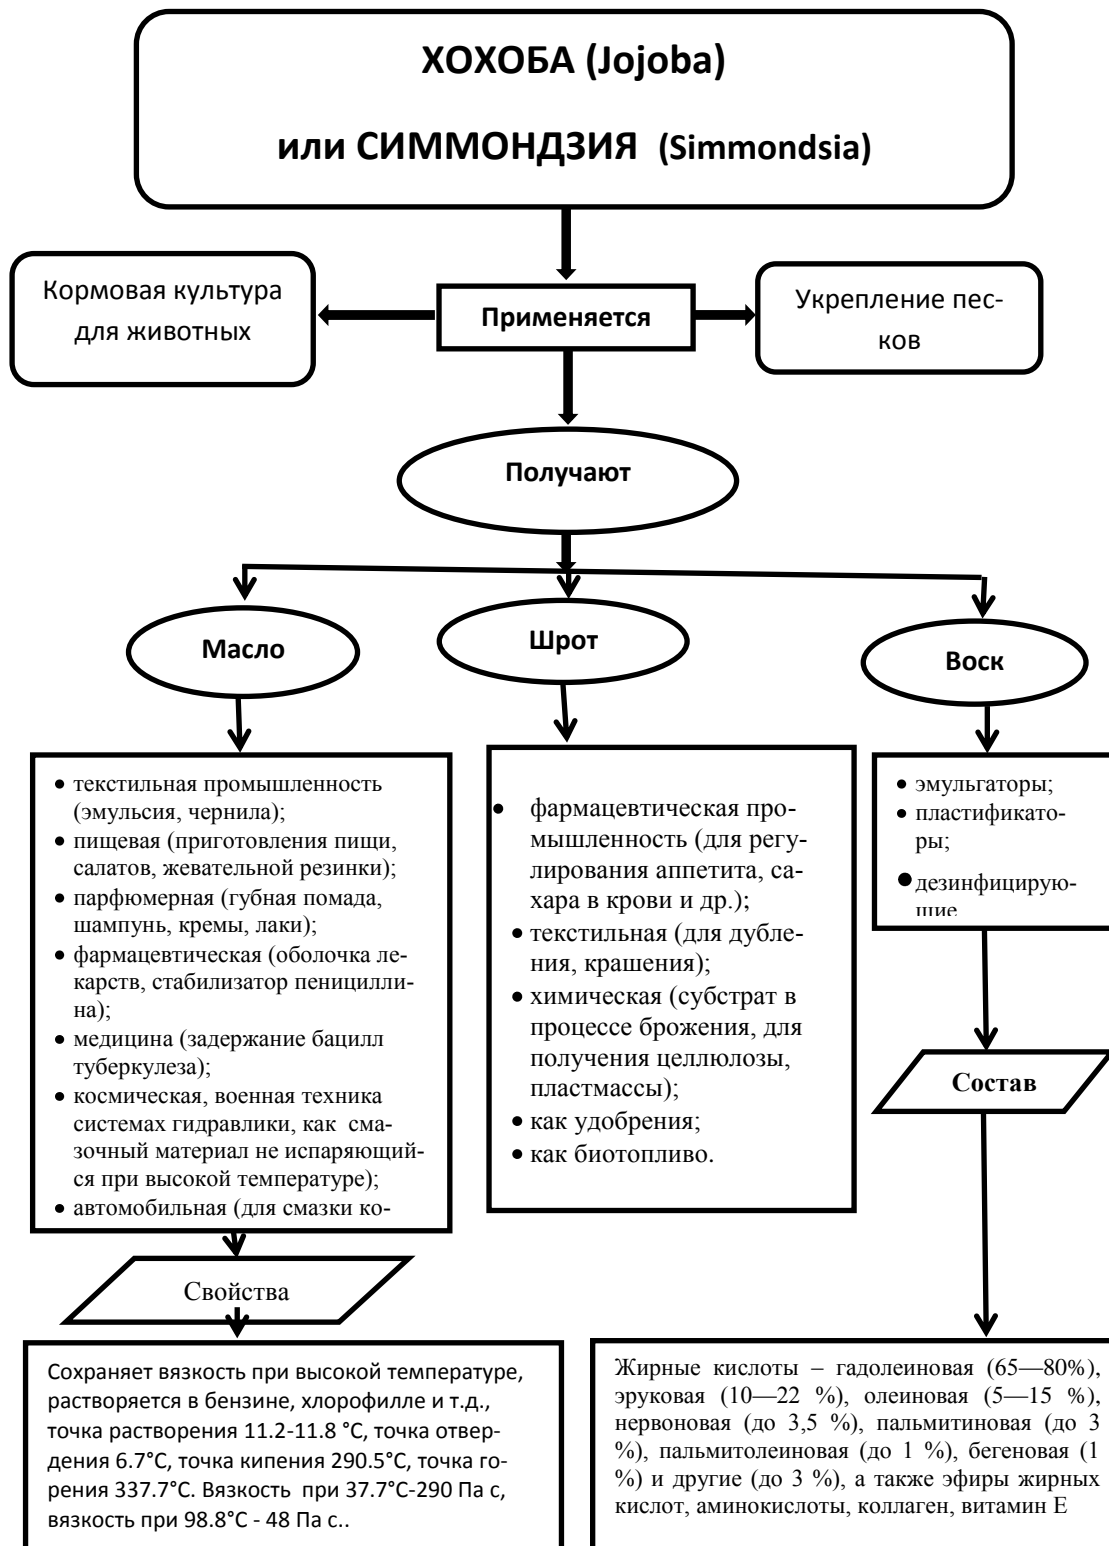 ХОХОБА (Jojoba)
или СИММОНДЗИЯ (Simmondsia)
Кормовая культура
для животных
Применяется
Укрепление пес-
ков
Получают
Масло
Шрот
Воск
• текстильная промышленность
(эмульсия, чернила);
• пищевая (приготовления пищи,
салатов, жевательной резинки);
• парфюмерная (губная помада,
шампунь, кремы, лаки);
• фармацевтическая (оболочка ле-
карств, стабилизатор пеницилли-
на);
• медицина (задержание бацилл
туберкулеза);
• космическая, военная техника
системах гидравлики, как смa-
зочный материал не испаряющий-
ся при высокой температуре);
• автомобильная (для смазки ко-
• фармацевтическая про-
мышленность (для регу-
лирования аппетита, са-
хара в крови и др.);
• текстильная (для дубле-
ния, крашения);
• химическая (субстрат в
процессе брожения, для
получения целлюлозы,
пластмассы);
• как удобрения;
• как биотопливо.
• эмульгаторы;
• пластификато-
ры;
• дезинфицирую-
щие
Состав
Свойства
Сохраняет вязкость при высокой температуре,
растворяется в бензине, хлорофилле и т.д.,
точка растворения 11.2-11.8 °C, точка отвер-
дения 6.7°C, точка кипения 290.5°C, точка го-
рения 337.7°C. Вязкость при 37.7°C-290 Па с,
вязкость при 98.8°C - 48 Па с..
Жирные кислоты – гадолеиновая (65—80%),
эруковая (10—22 %), олеиновая (5—15 %),
нервоновая (до 3,5 %), пальмитиновая (до 3
%), пальмитолеиновая (до 1 %), бегеновая (1
%) и другие (до 3 %), а также эфиры жирных
кислот, аминокислоты, коллаген, витамин Е